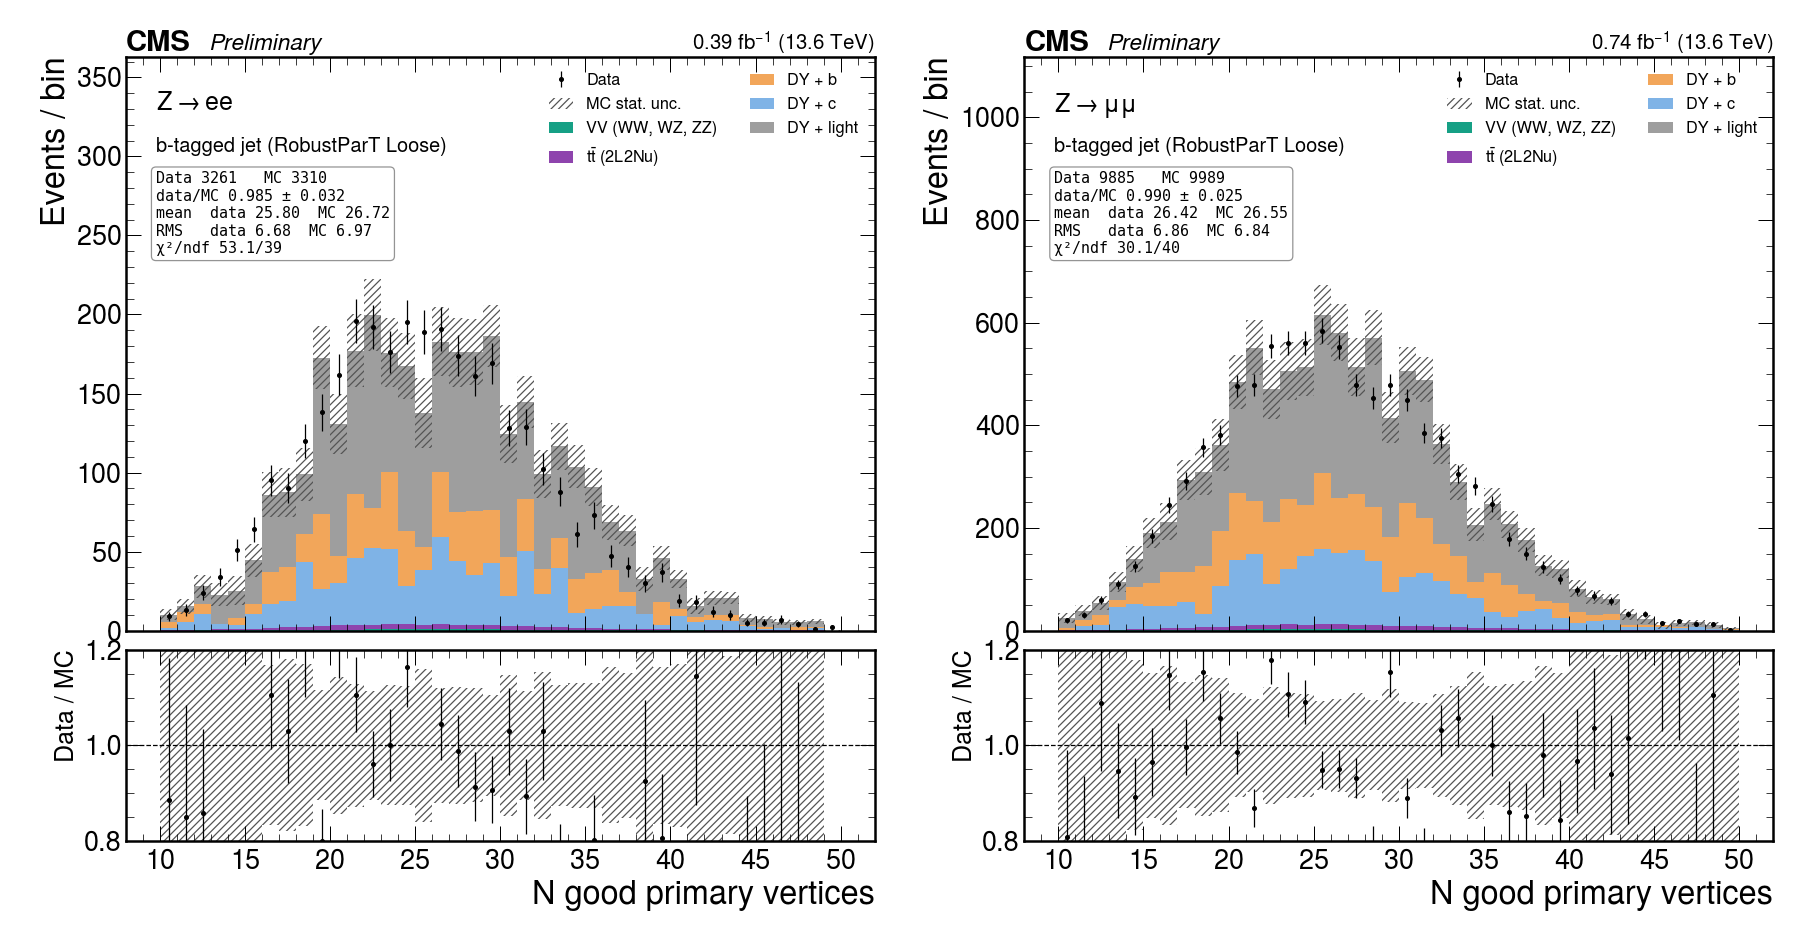 CMS Preliminary 0.39 fb⁻¹ (13.6 TeV)
Events / bin
350
300
250
200
150
100
50
0
Z → ee
b-tagged jet (RobustParT Loose)
Data 3261 MC 3310
data/MC 0.985 ± 0.032
mean data 25.80 MC 26.72
RMS data 6.68 MC 6.97
χ²/ndf 53.1/39
Data
MC stat. unc.
VV (WW, WZ, ZZ)
tt̄ (2L2Nu)
DY + b
DY + c
DY + light
Data / MC
1.2
1.0
0.8
10 15 20 25 30 35 40 45 50
N good primary vertices
CMS Preliminary 0.74 fb⁻¹ (13.6 TeV)
Events / bin
1000
800
600
400
200
0
Z → μμ
b-tagged jet (RobustParT Loose)
Data 9885 MC 9989
data/MC 0.990 ± 0.025
mean data 26.42 MC 26.55
RMS data 6.86 MC 6.84
χ²/ndf 30.1/40
Data
MC stat. unc.
VV (WW, WZ, ZZ)
tt̄ (2L2Nu)
DY + b
DY + c
DY + light
Data / MC
1.2
1.0
0.8
10 15 20 25 30 35 40 45 50
N good primary vertices